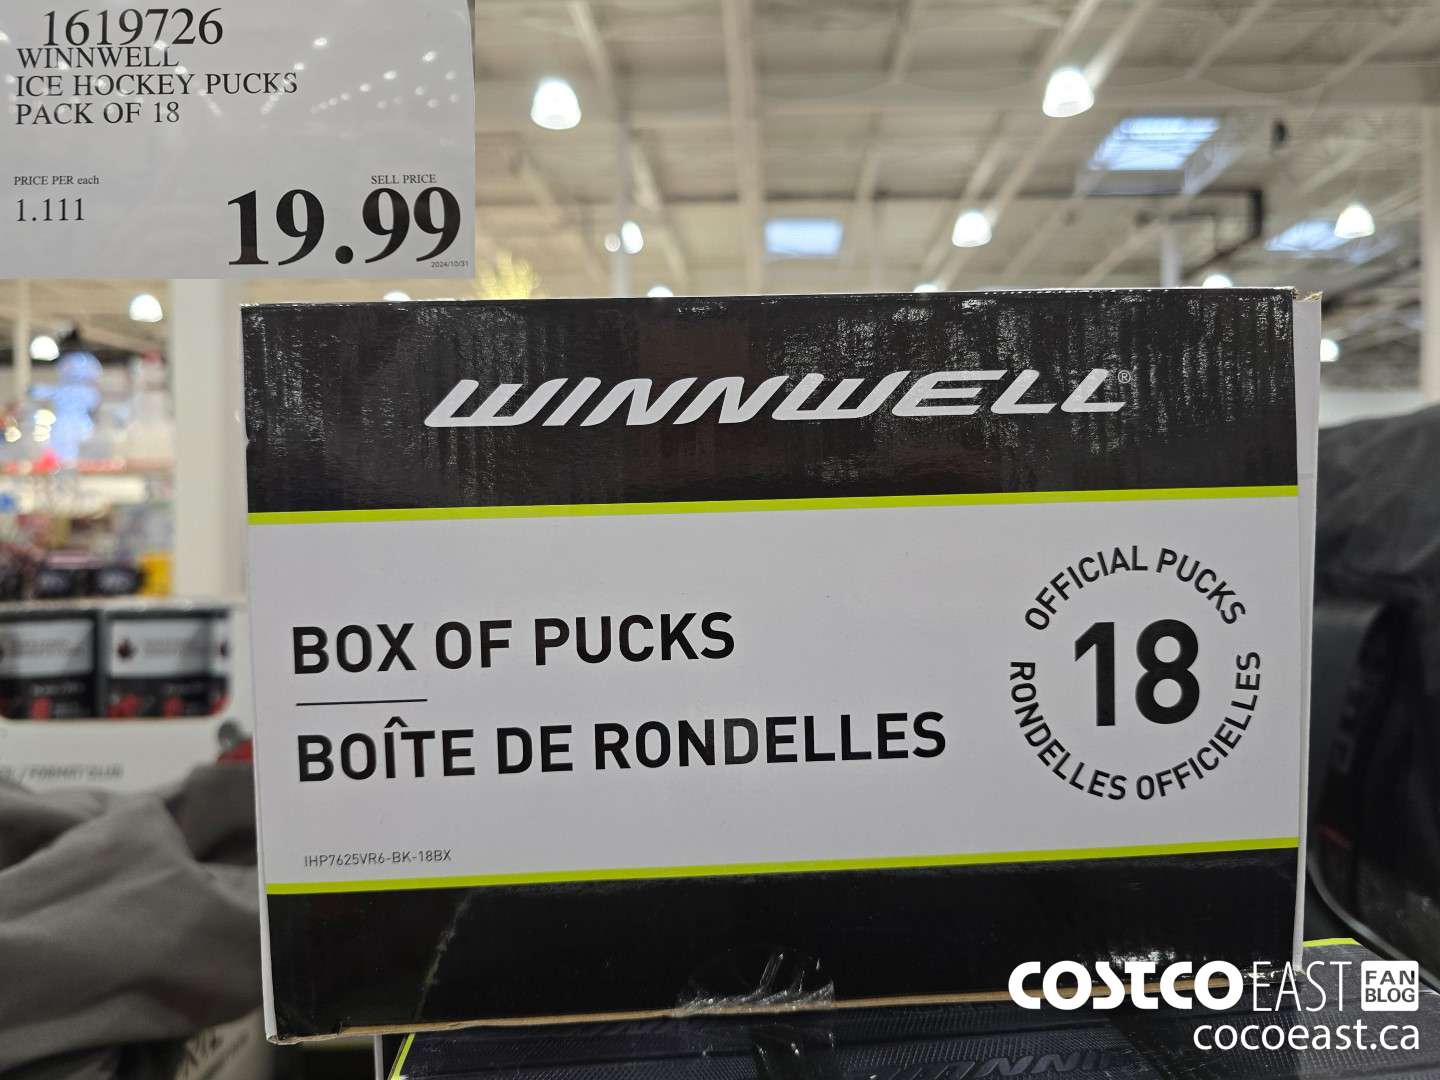 1619726
WINNWELL
ICE HOCKEY PUCKS
PACK OF 18
PRICE PER each
SELL PRICE
1.111
19.99
2024/10/31
WINNWELL®
BOX OF PUCKS
BOÎTE DE RONDELLES
OFFICIAL PUCKS
18
RONDELLES OFFICIELLES
IHP7625VR6-BK-18BX
COSTCO EAST FAN BLOG
cocoeast.ca